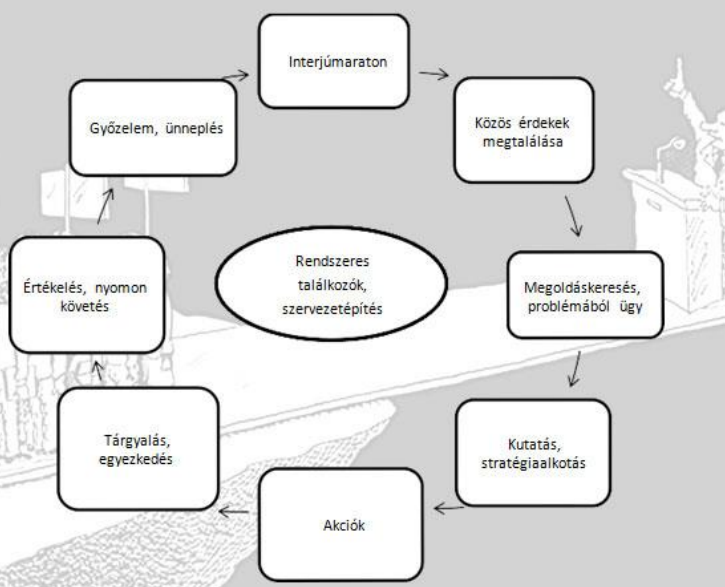 Interjúmaraton
Közös érdekek
megtalálása
Megoldáskeresés,
problémából ügy
Kutatás,
stratégiaalkotás
Akciók
Tárgyalás,
egyezkedés
Értékelés, nyomon
követés
Győzelem, ünneplés
Rendszeres
találkozók,
szervezetépítés